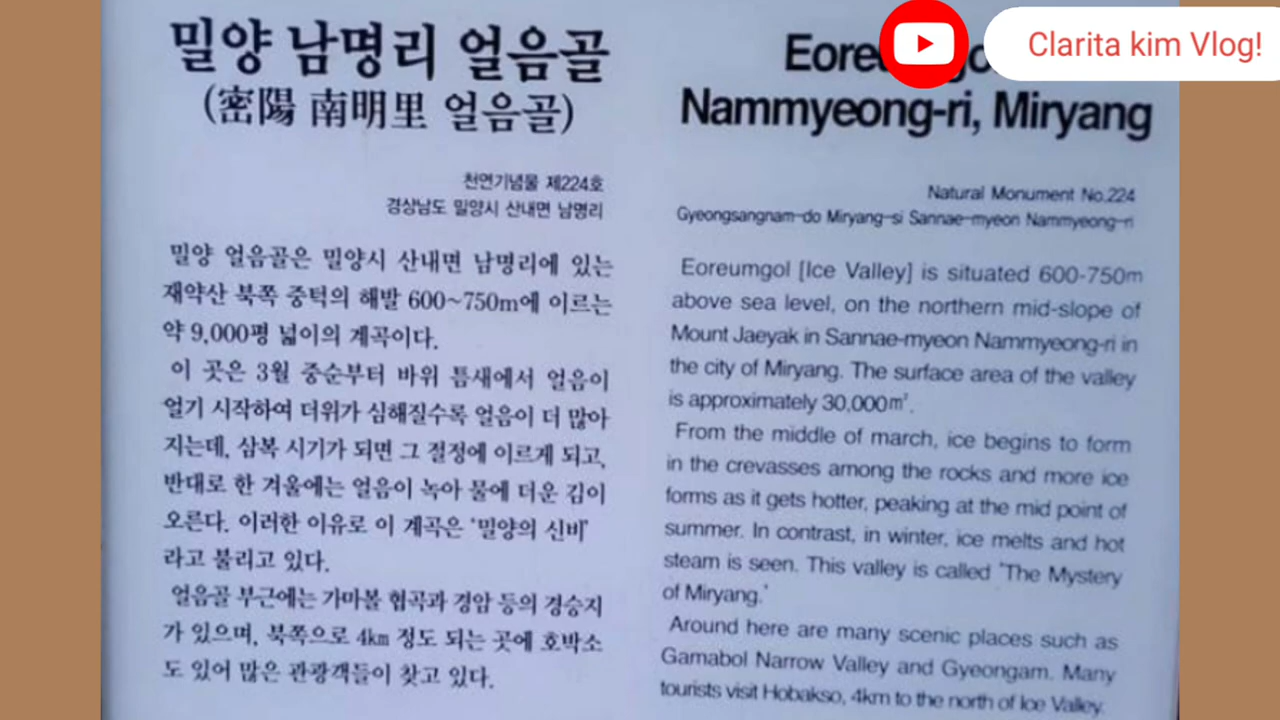 밀양 남명리 얼음골
(密陽 南明里 얼음골)
천연기념물 제224호
경상남도 밀양시 산내면 남명리
밀양 얼음골은 밀양시 산내면 남명리에 있는
재약산 북쪽 중턱의 해발 600~750m에 이르는
약 9,000평 넓이의 계곡이다.
이 곳은 3월 중순부터 바위 틈새에서 얼음이
얼기 시작하여 더위가 심해질수록 얼음이 더 많아
지는데, 삼복 시기가 되면 그 절정에 이르게 되고,
반대로 한 겨울에는 얼음이 녹아 물에 더운 김이
오른다. 이러한 이유로 이 계곡은 '밀양의 신비'
라고 불리고 있다.
얼음골 부근에는 가마볼 협곡과 경암 등의 경승지
가 있으며, 북쪽으로 4㎞ 정도 되는 곳에 호박소
도 있어 많은 관광객들이 찾고 있다.
Nammyeong-ri, Miryang
Natural Monument No.224
Gyeongsangnam-do Miryang-si Sannae-myeon Nammyeong-ri
Eoreumgol [Ice Valley] is situated 600-750m
above sea level, on the northern mid-slope of
Mount Jaeyak in Sannae-myeon Nammyeong-ri in
the city of Miryang. The surface area of the valley
is approximately 30,000㎡.
From the middle of march, ice begins to form
in the crevasses among the rocks and more ice
forms as it gets hotter, peaking at the mid point of
summer. In contrast, in winter, ice melts and hot
steam is seen. This valley is called 'The Mystery
of Miryang.'
Around here are many scenic places such as
Gamabol Narrow Valley and Gyeongam. Many
tourists visit Hobakso, 4km to the north of Ice Valley.
Clarita kim Vlog!